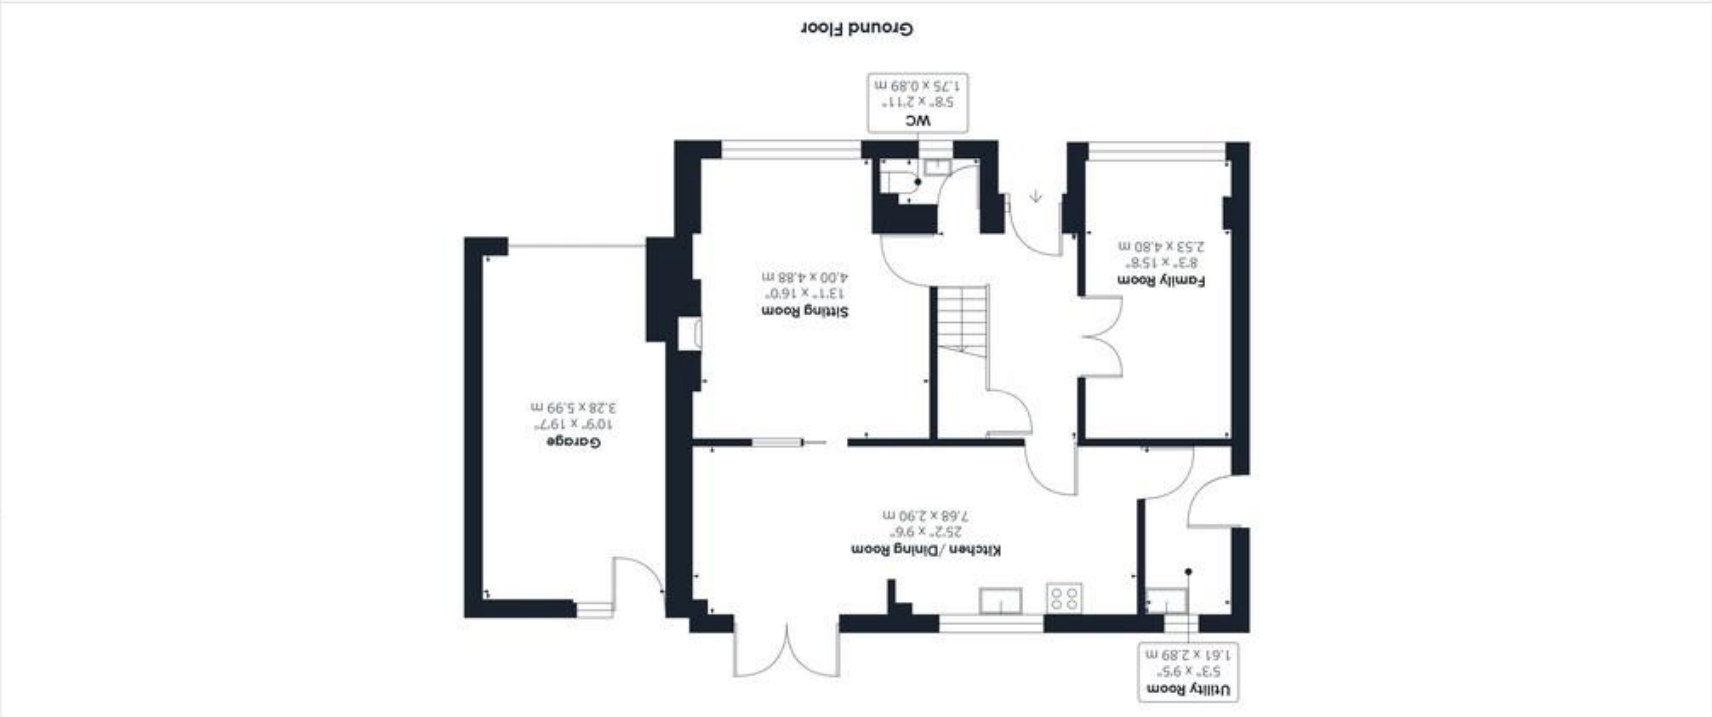 Utility Room
5'3" x 9'5"
1.61 x 2.89 m
Kitchen / Dining Room
25'2" x 9'6"
7.68 x 2.90 m
Garage
10'9" x 19'7"
3.28 x 5.99 m
Sitting Room
13'1" x 16'0"
4.00 x 4.88 m
Family Room
8'3" x 15'8"
2.53 x 4.80 m
WC
5'8" x 2'11"
1.75 x 0.89 m
Ground Floor